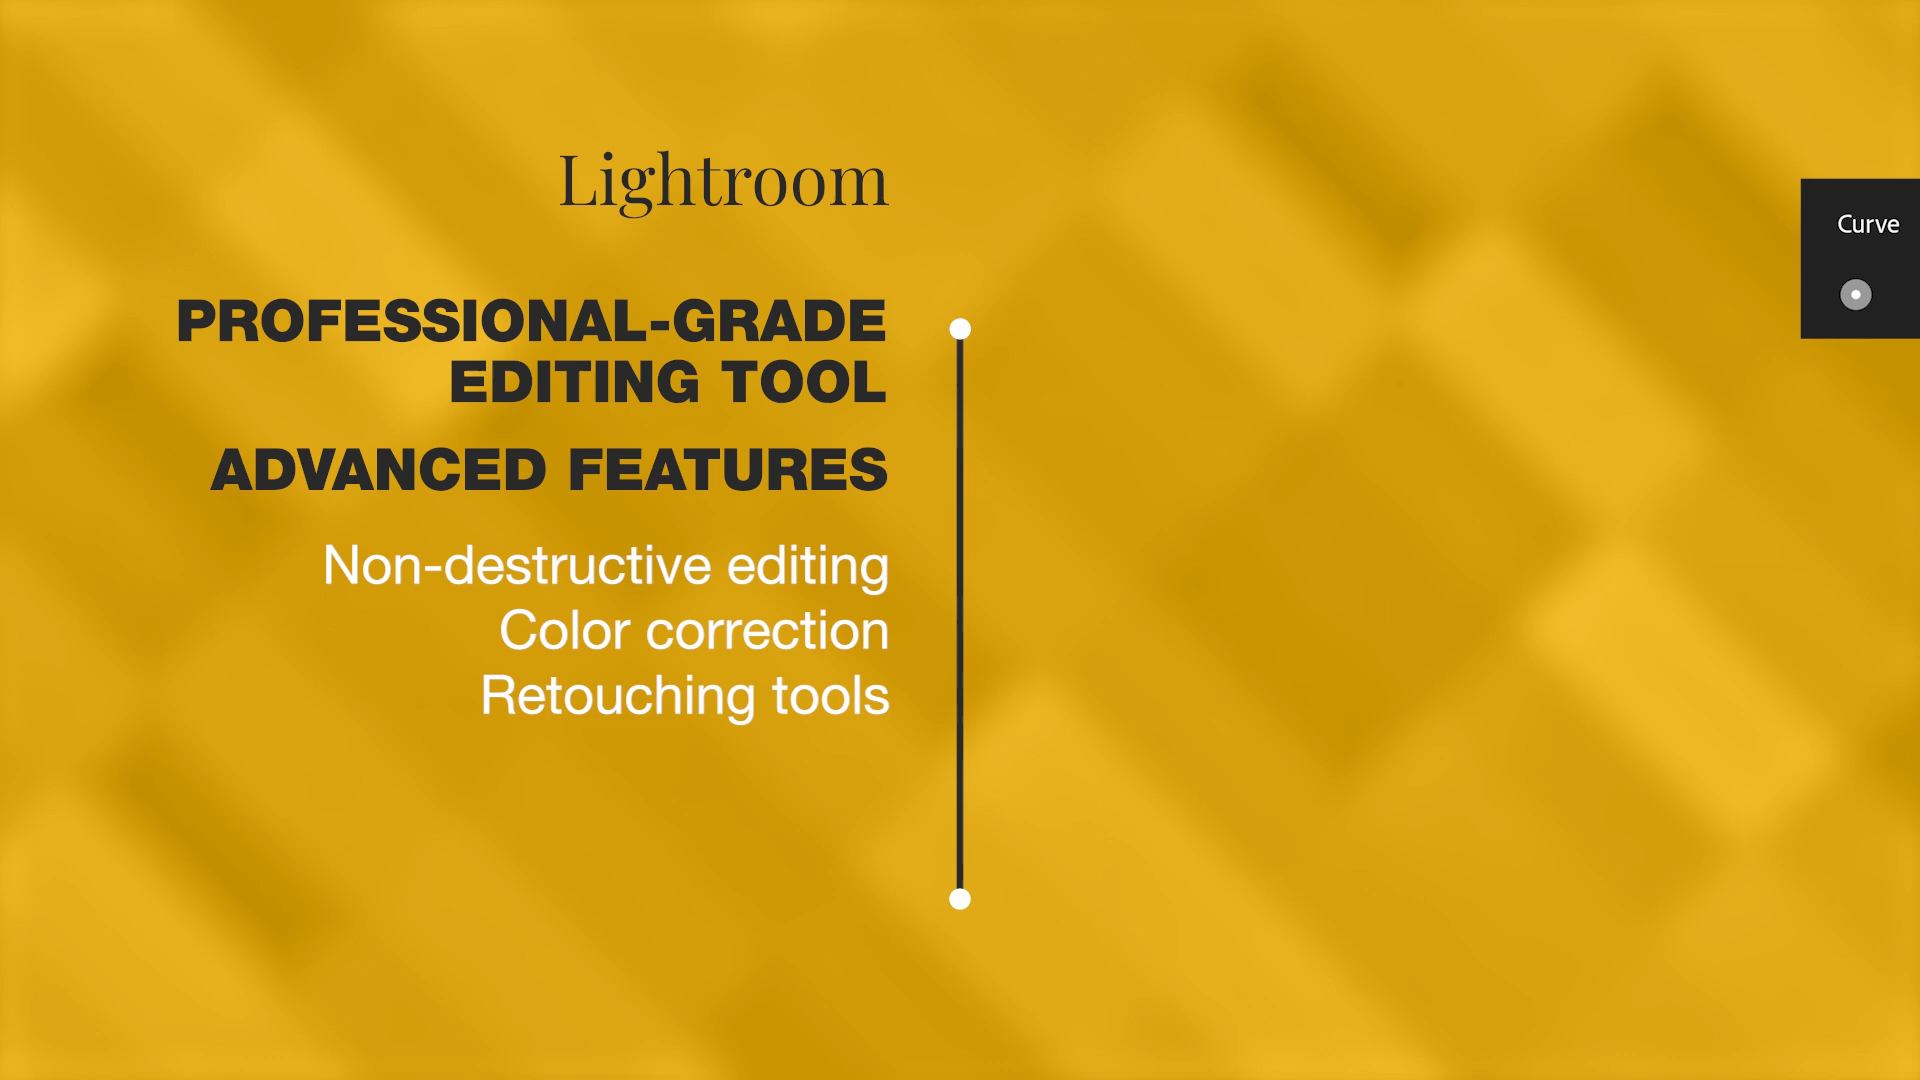 Lightroom
PROFESSIONAL-GRADE
EDITING TOOL
ADVANCED FEATURES
Non-destructive editing
Color correction
Retouching tools
Curve